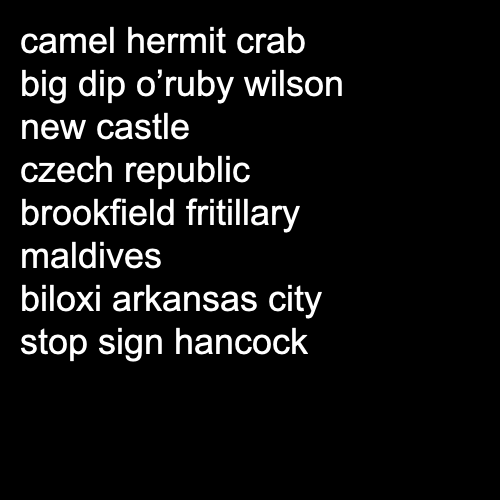 camel hermit crab
big dip o’ruby wilson
new castle
czech republic
brookfield fritillary
maldives
biloxi arkansas city
stop sign hancock